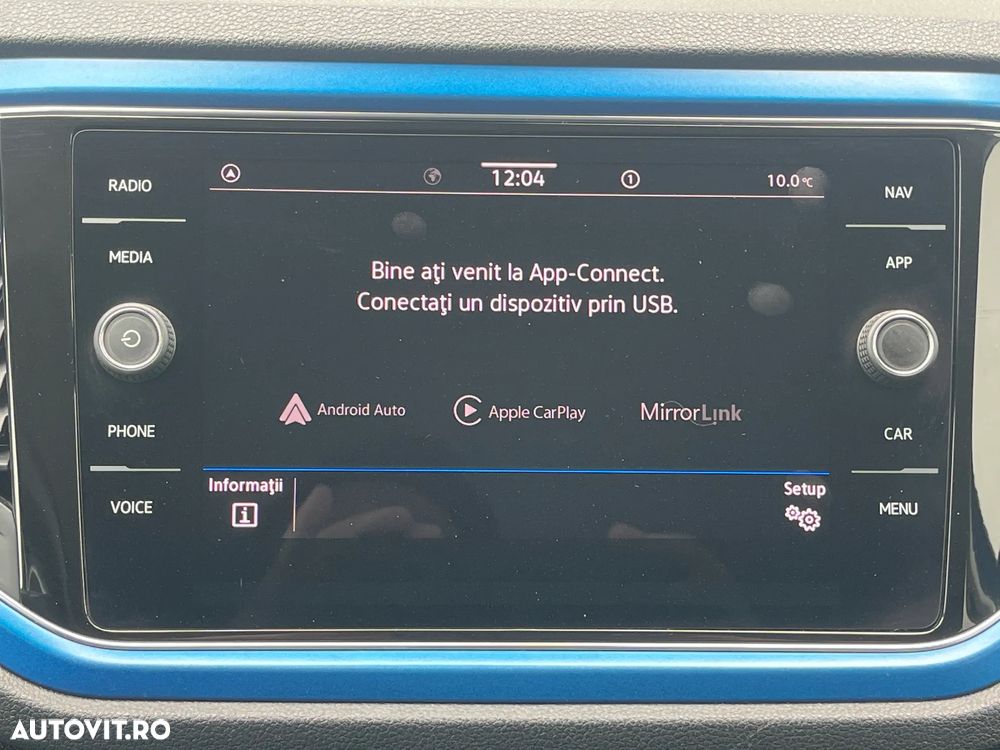 RADIO
MEDIA
PHONE
VOICE
12:04
1
10.0°C
Bine aţi venit la App-Connect.
Conectaţi un dispozitiv prin USB.
Android Auto
Apple CarPlay
MirrorLink
Informaţii
i
Setup
NAV
APP
CAR
MENU
AUTOVIT.RO